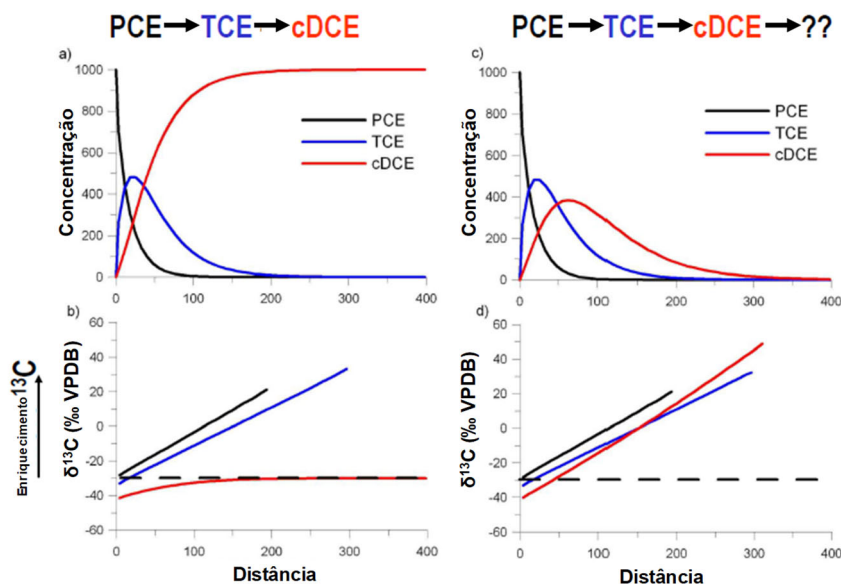 PCE→TCE→cDCE
PCE→TCE→cDCE→??
a)
Concentração
1000
800
600
400
200
0
PCE
TCE
cDCE
0
100
200
300
400
c)
Concentração
1000
800
600
400
200
0
PCE
TCE
cDCE
0
100
200
300
400
b)
Enriquecimento 13C
δ13C (‰ VPDB)
60
40
20
0
-20
-40
-60
0
100
200
300
400
Distância
d)
δ13C (‰ VPDB)
60
40
20
0
-20
-40
-60
0
100
200
300
400
Distância